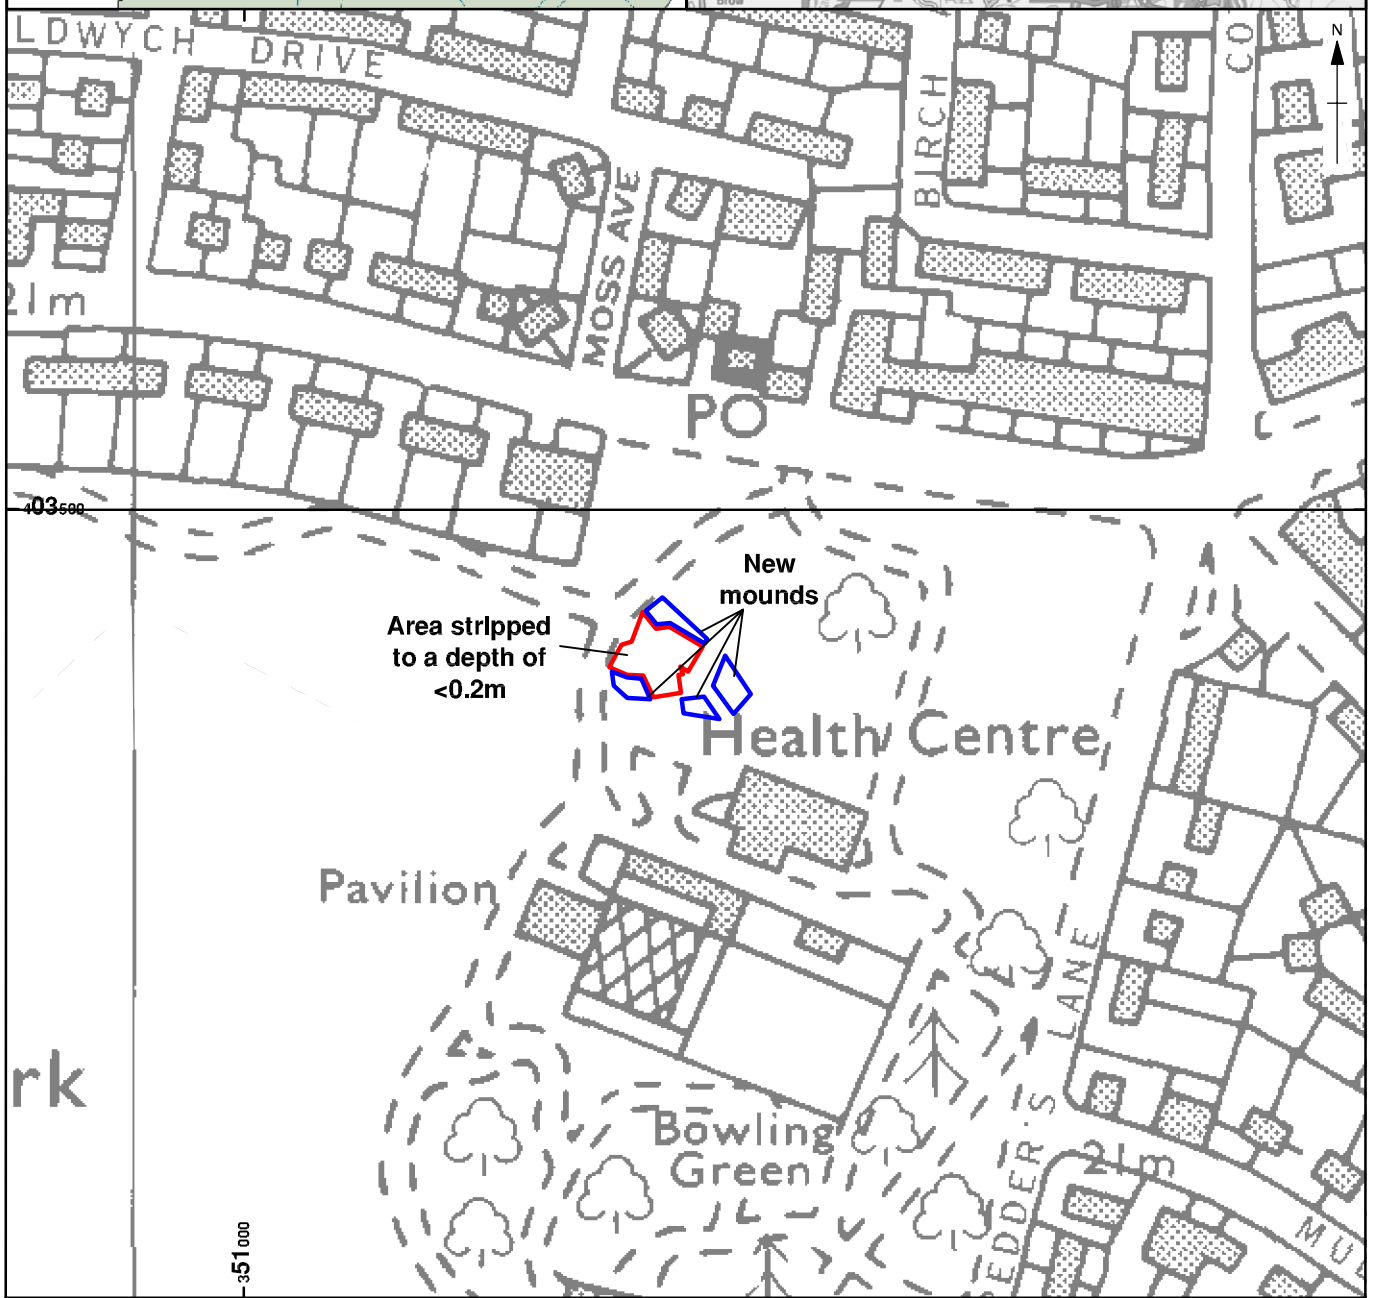 Brow
LDWYCH DRIVE
BIRCH
CO
N
MOSS AVE
21m
PO
403500
New
mounds
Area stripped
to a depth of
<0.2m
Health Centre
Pavilion
LANE
rk
Bowling
Green
21m
EDDER'S
MU
351000